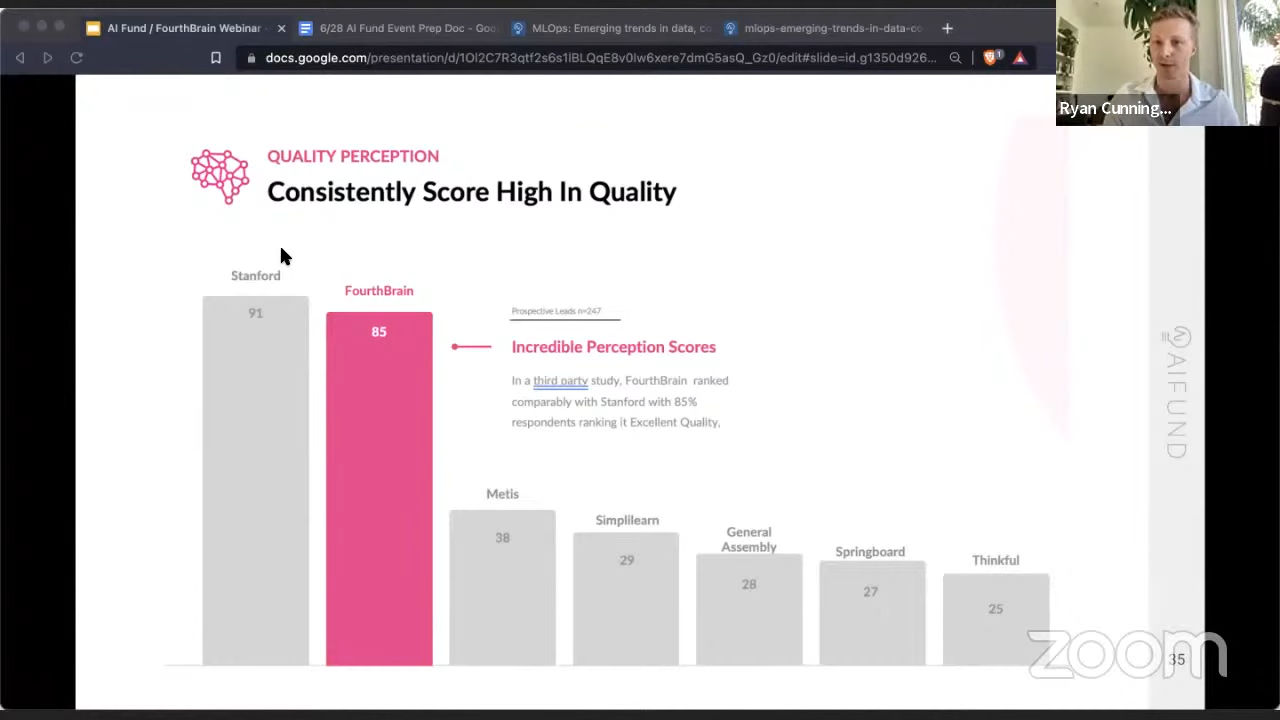 AI Fund / FourthBrain Webinar
6/28 AI Fund Event Prep Doc - Goo
MLOps: Emerging trends in data, co
mlops-emerging-trends-in-data-co
docs.google.com/presentation/d/1OI2C7R3qtf2s6s1iBLQqE8v0lw6xere7dmG5asQ_Gz0/edit#slide=id.g1350d926...
1
Ryan Cunning...
QUALITY PERCEPTION
Consistently Score High In Quality
Stanford
91
FourthBrain
85
Prospective Leads n=247
Incredible Perception Scores
In a third party study, FourthBrain ranked
comparably with Stanford with 85%
respondents ranking it Excellent Quality,
Metis
38
Simplilearn
29
General
Assembly
28
Springboard
27
Thinkful
25
AI FUND
zoom
35